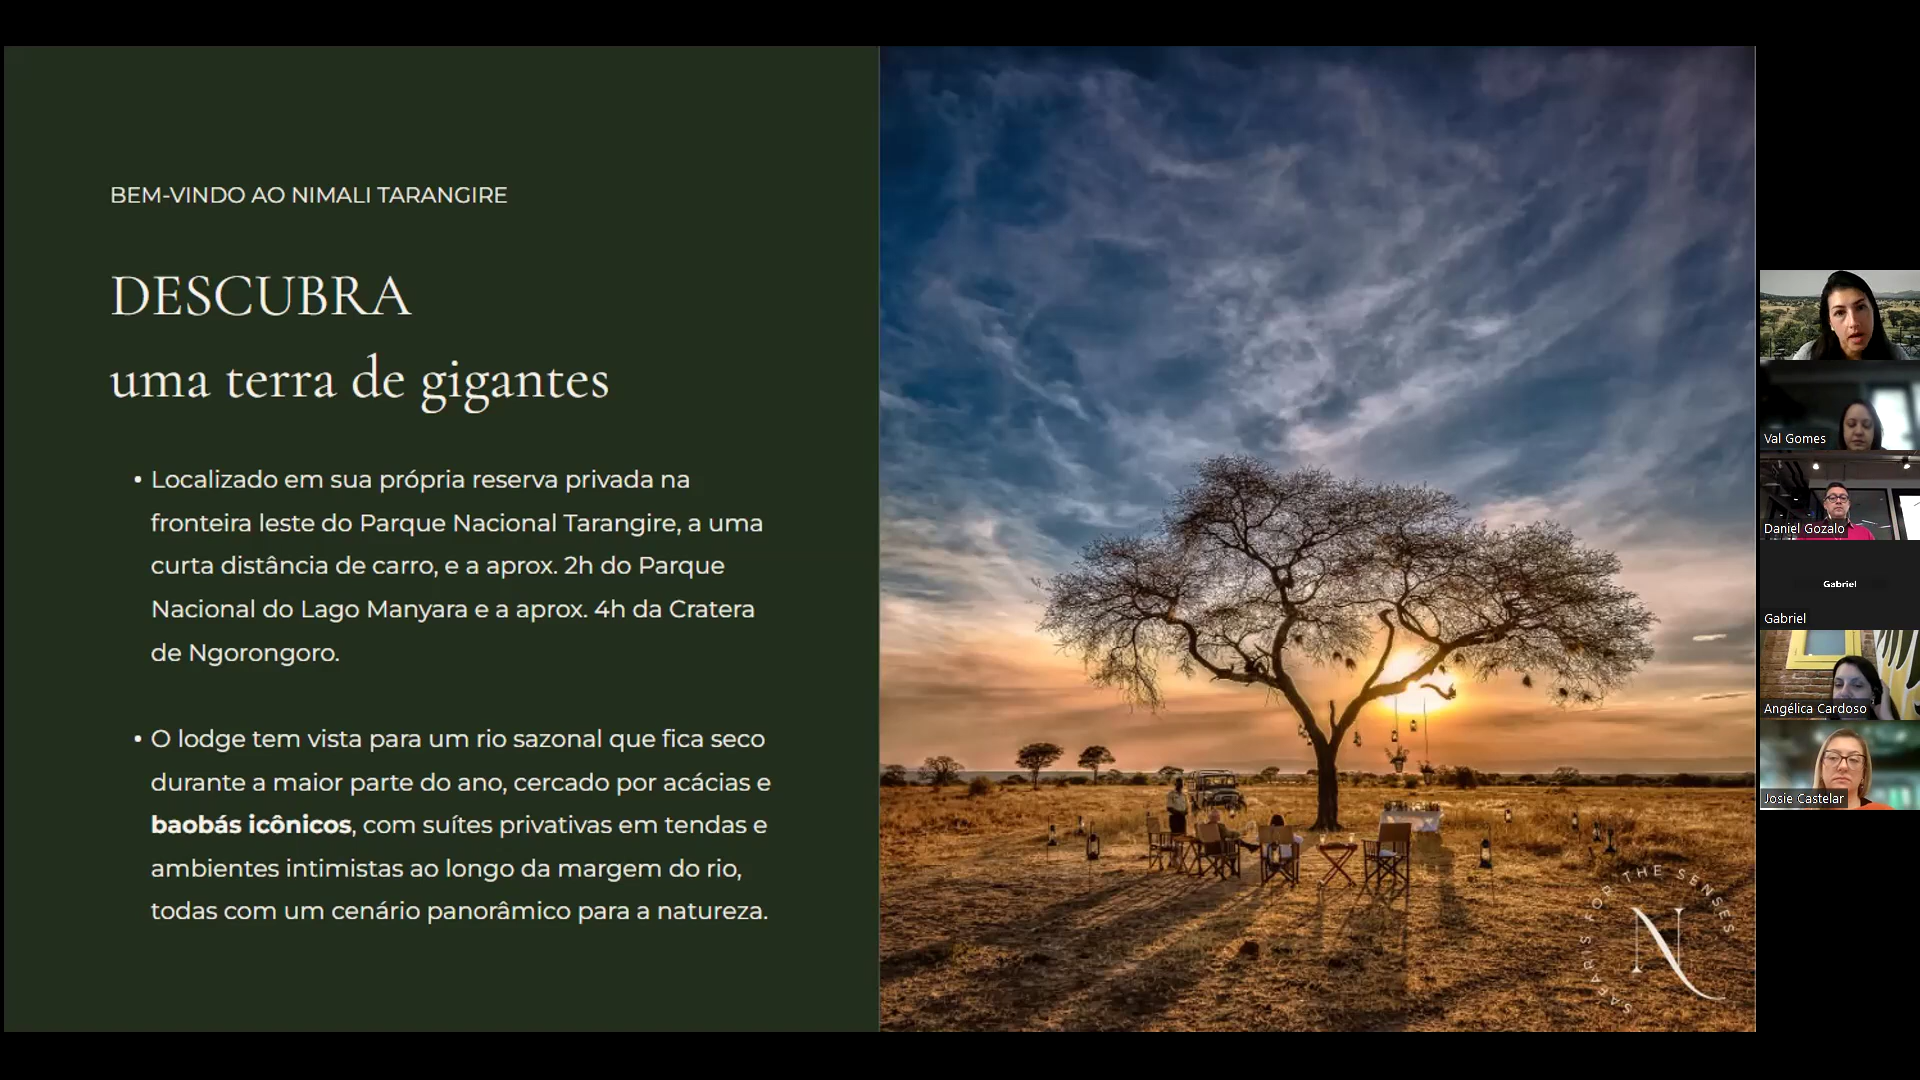 BEM-VINDO AO NIMALI TARANGIRE
DESCUBRA
uma terra de gigantes
• Localizado em sua própria reserva privada na
fronteira leste do Parque Nacional Tarangire, a uma
curta distância de carro, e a aprox. 2h do Parque
Nacional do Lago Manyara e a aprox. 4h da Cratera
de Ngorongoro.
• O lodge tem vista para um rio sazonal que fica seco
durante a maior parte do ano, cercado por acácias e
baobás icônicos, com suítes privativas em tendas e
ambientes intimistas ao longo da margem do rio,
todas com um cenário panorâmico para a natureza.
SAFARIS FOR THE SENSES
N
Val Gomes
Daniel Gozalo
Gabriel
Gabriel
Angélica Cardoso
Josie Castelar